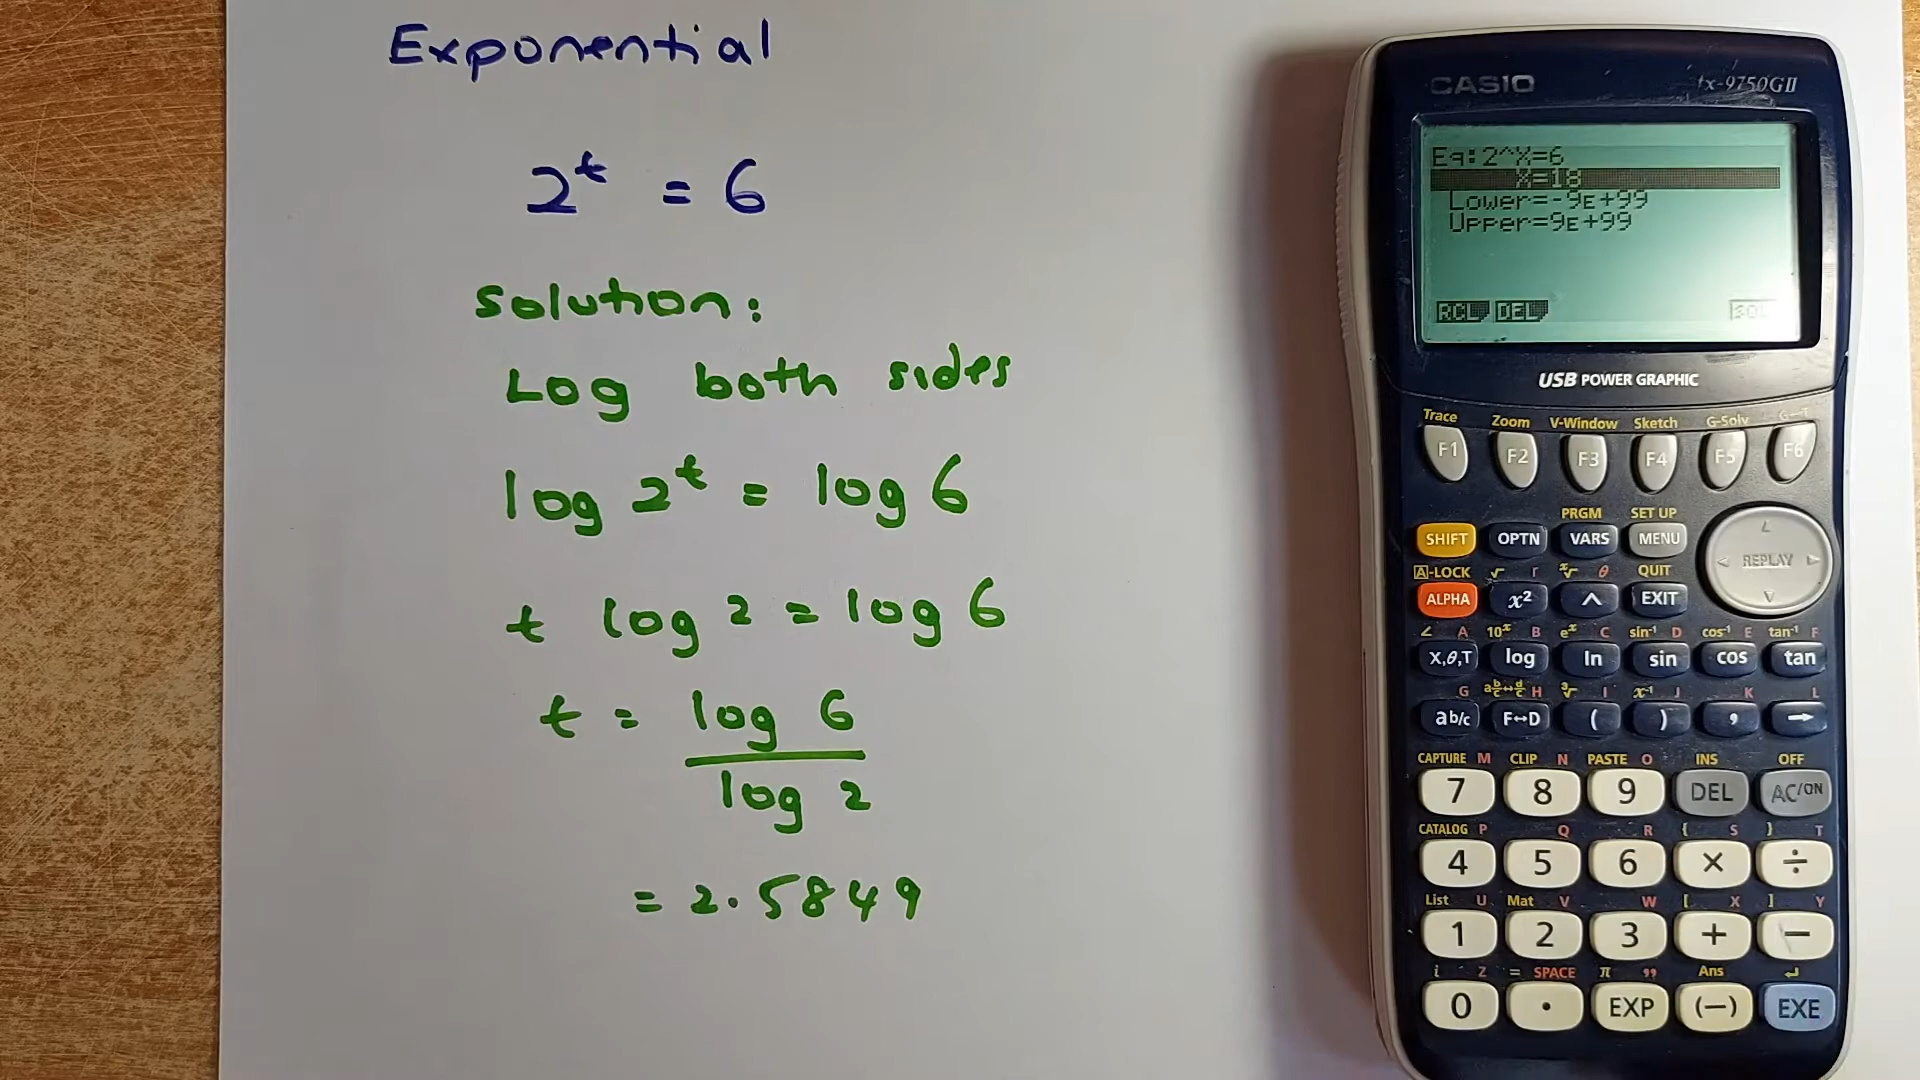 Exponential
2^t = 6
Solution:
Log both sides
log 2^t = log 6
t log 2 = log 6
t = log 6
log 2
= 2.5849
CASIO fx-9750GII
Eq:2^X=6
X=18
Lower=-9E+99
Upper=9E+99
RCL DEL
USB POWER GRAPHIC
Trace Zoom V-Window Sketch G-Solv G↔T
F1 F2 F3 F4 F5 F6
PRGM SET UP
SHIFT OPTN VARS MENU
REPLAY
A-LOCK √ r ˣ√ θ QUIT
ALPHA x² ^ EXIT
∠ A 10ˣ B eˣ C sin⁻¹ D cos⁻¹ E tan⁻¹ F
X,θ,T log ln sin cos tan
G a b/c↔d/c H ³√ I x⁻¹ J K L
a b/c F↔D ( ) , →
CAPTURE M CLIP N PASTE O INS OFF
7 8 9 DEL AC/ON
CATALOG P Q R { S } T
4 5 6 × ÷
List U Mat V W [ X ] Y
1 2 3 + −
i Z = SPACE π " Ans ↵
0 . EXP (−) EXE